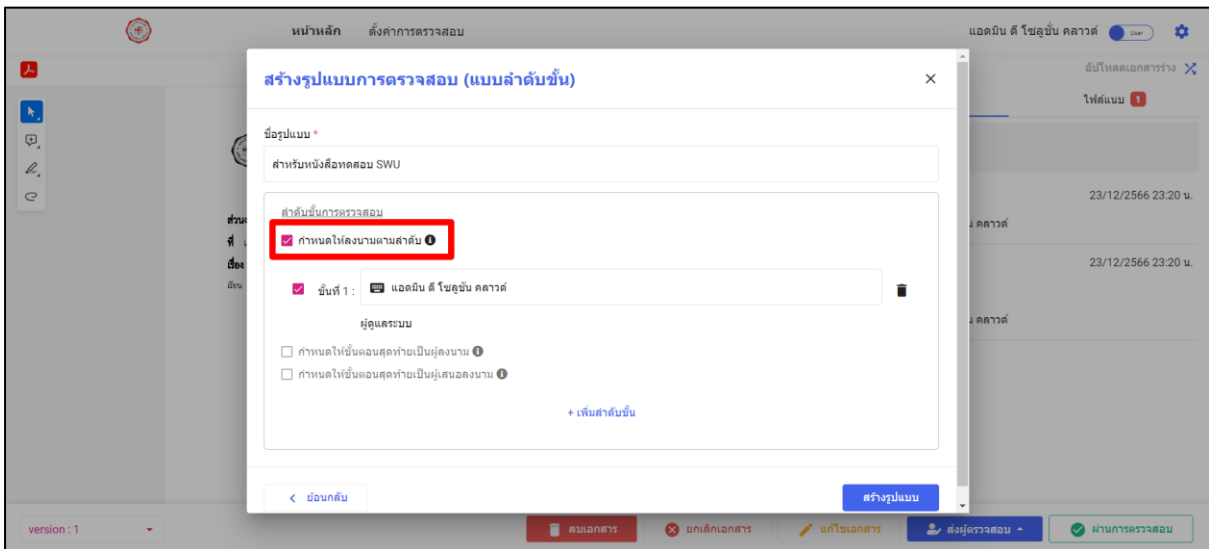 หน้าหลัก ตั้งค่าการตรวจสอบ แอดมิน ดี โซลูชั่น คลาวด์ User
อัปโหลดเอกสารร่าง
ไฟล์แนบ 1
สร้างรูปแบบการตรวจสอบ (แบบลำดับขั้น)
ชื่อรูปแบบ *
สำหรับหนังสือทดสอบ SWU
ลำดับขั้นการตรวจสอบ
กำหนดให้ลงนามตามลำดับ
ขั้นที่ 1 : แอดมิน ดี โซลูชั่น คลาวด์
ผู้ดูแลระบบ
กำหนดให้ขั้นตอนสุดท้ายเป็นผู้ลงนาม
กำหนดให้ขั้นตอนสุดท้ายเป็นผู้เสนอลงนาม
+ เพิ่มลำดับขั้น
ย้อนกลับ สร้างรูปแบบ
ที่
เรื่อง
เรียน
23/12/2566 23:20 น.
คลาวด์
23/12/2566 23:20 น.
คลาวด์
version : 1 ลบเอกสาร ยกเลิกเอกสาร แก้ไขเอกสาร ส่งผู้ตรวจสอบ ผ่านการตรวจสอบ